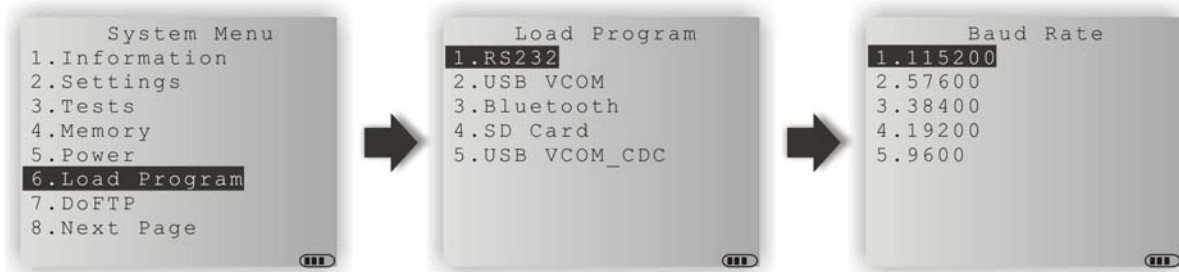 System Menu
1.Information
2.Settings
3.Tests
4.Memory
5.Power
6.Load Program
7.DoFTP
8.Next Page
Load Program
1.RS232
2.USB VCOM
3.Bluetooth
4.SD Card
5.USB VCOM_CDC
Baud Rate
1.115200
2.57600
3.38400
4.19200
5.9600